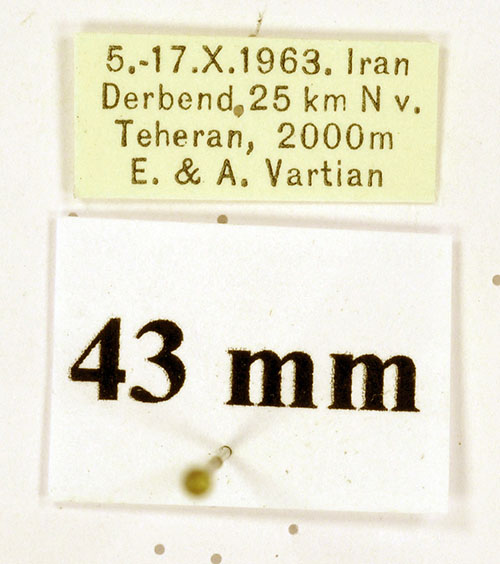 5.-17.X.1963. Iran
Derbend, 25 km N v.
Teheran, 2000m
E. & A. Vartian
43 mm